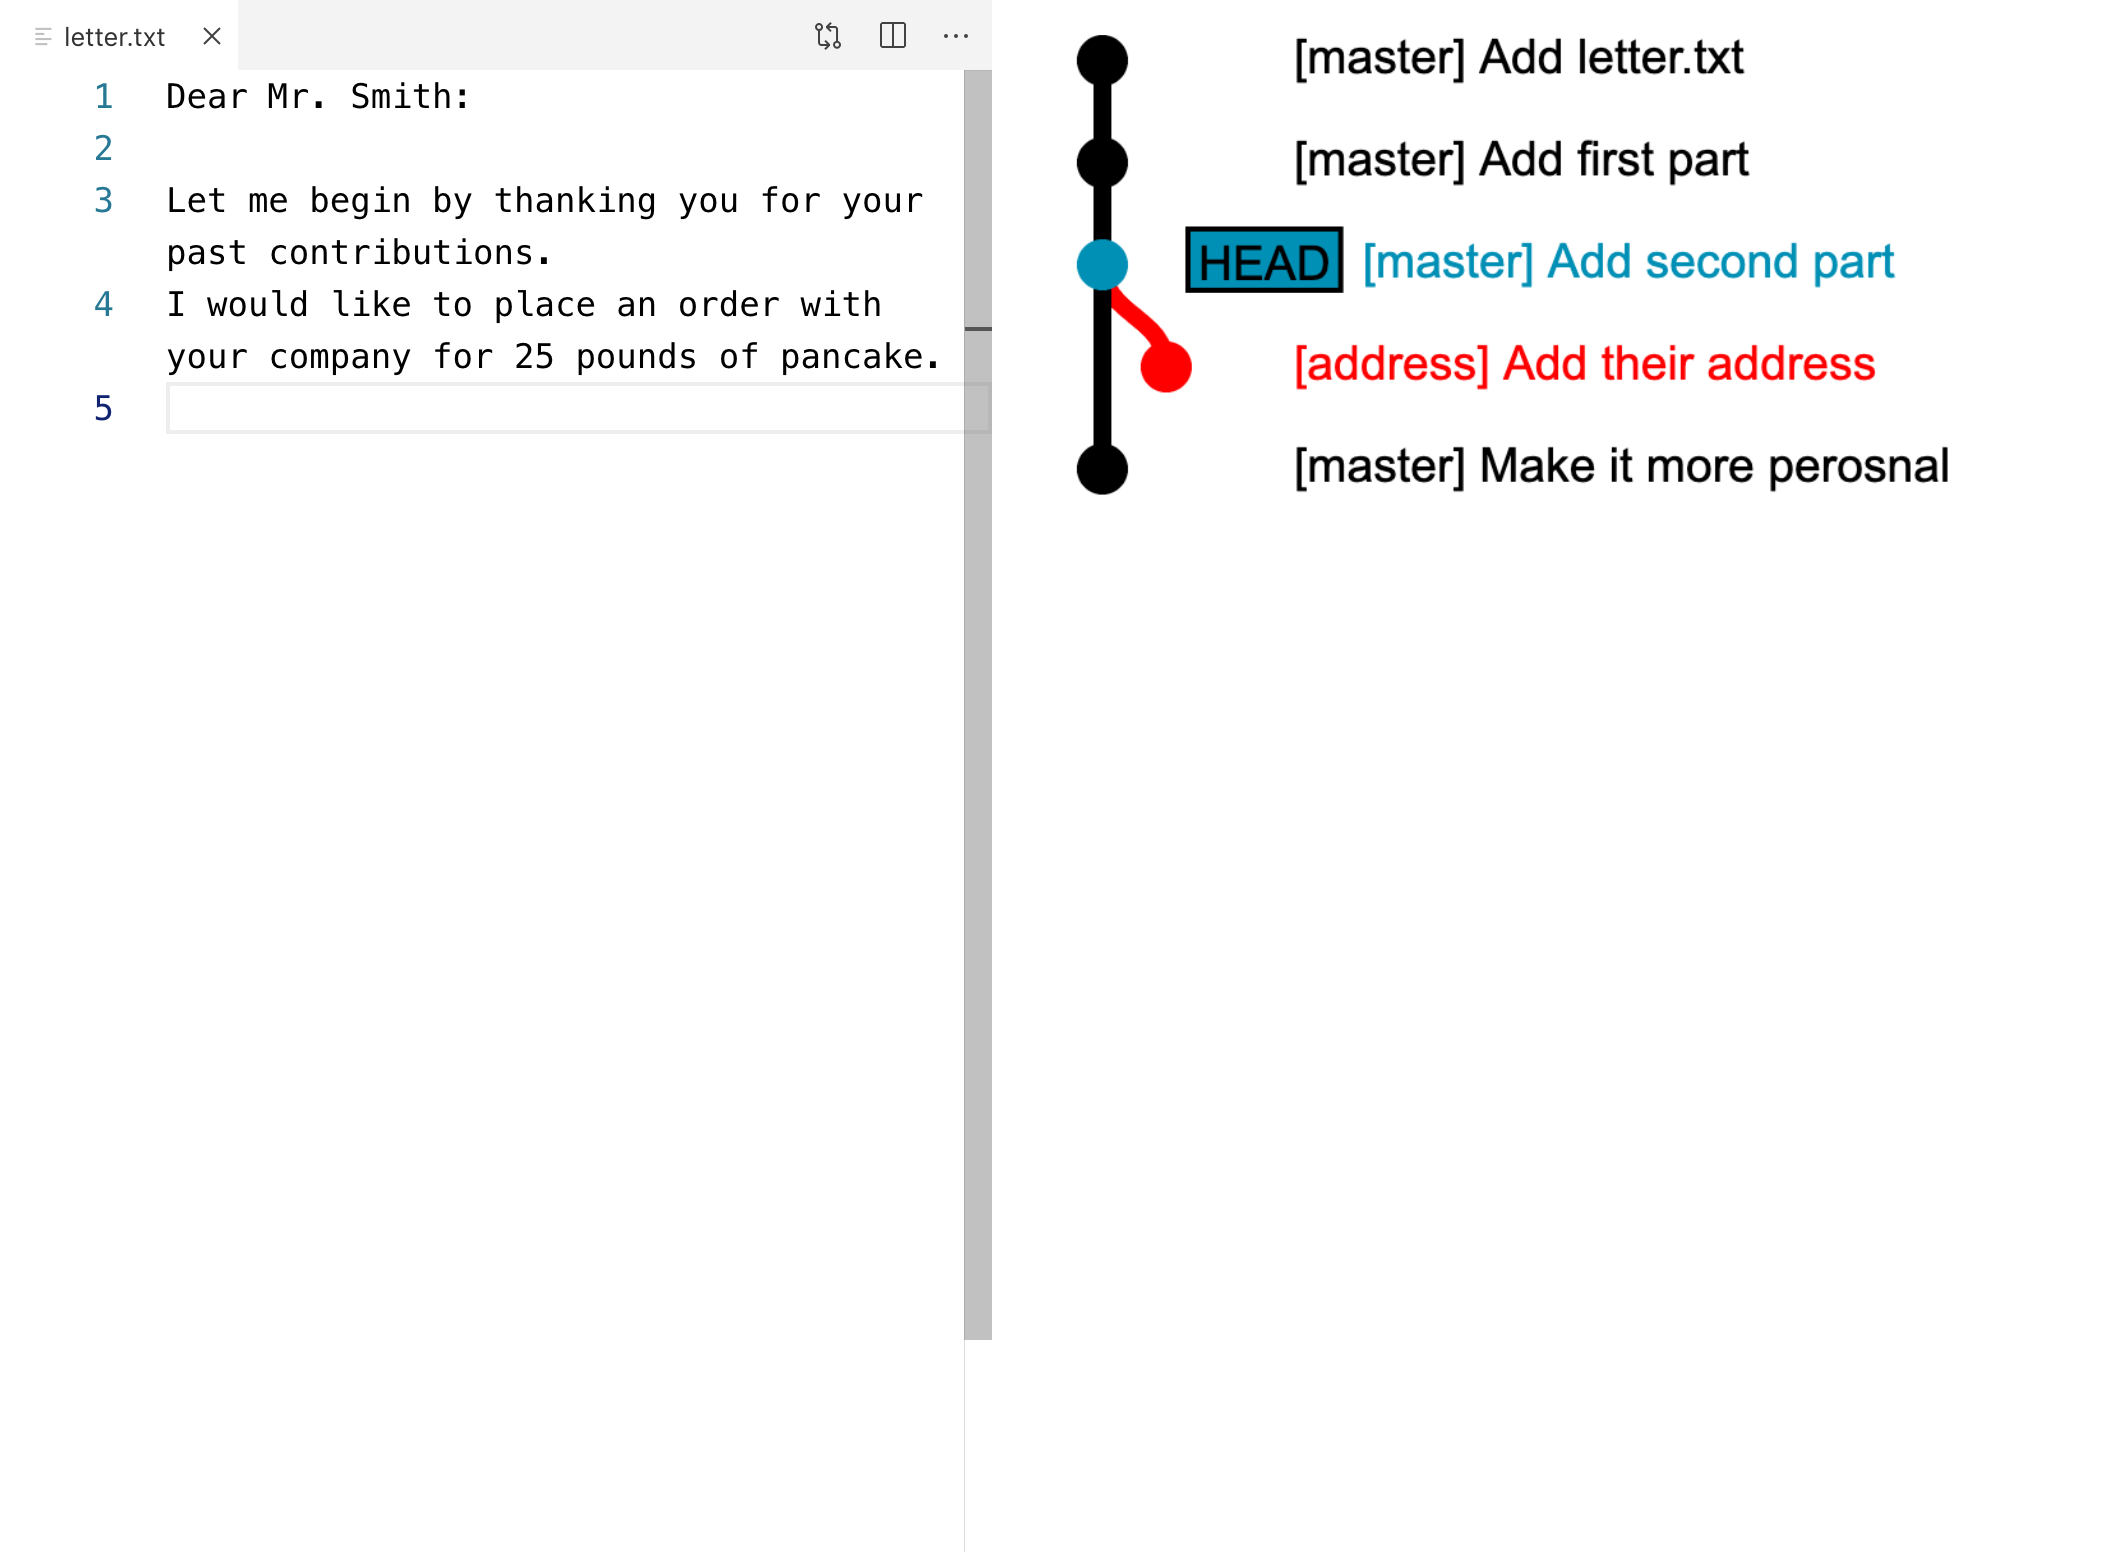 letter.txt
1 Dear Mr. Smith:
2
3 Let me begin by thanking you for your
past contributions.
4 I would like to place an order with
your company for 25 pounds of pancake.
5
[master] Add letter.txt
[master] Add first part
HEAD [master] Add second part
[address] Add their address
[master] Make it more perosnal